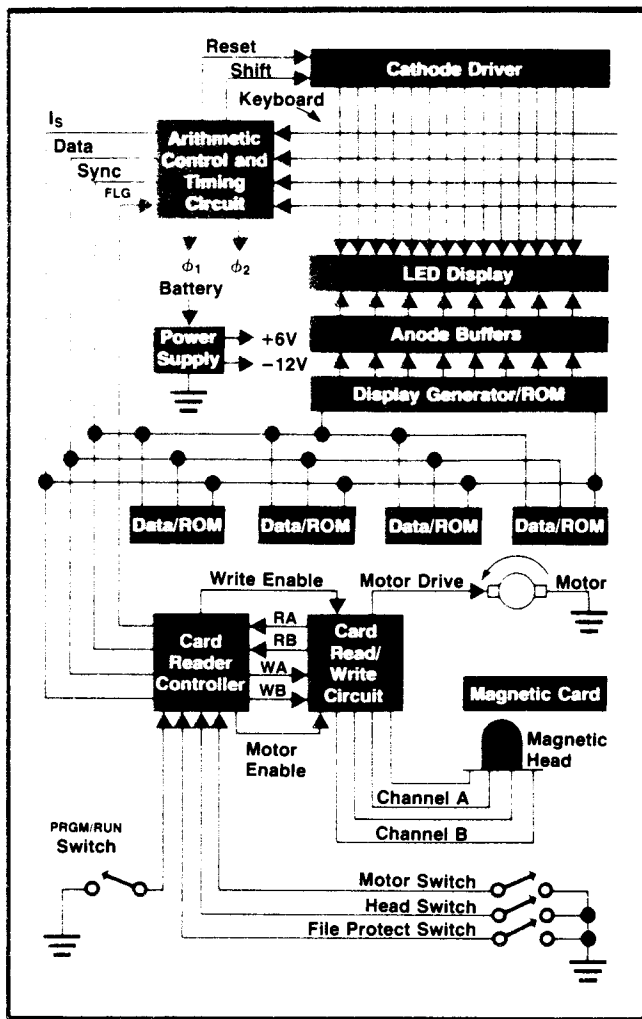 Reset
Cathode Driver
Shift
Keyboard
IS
Data
Sync
FLG
Arithmetic
Control and
Timing
Circuit
ϕ1
ϕ2
LED Display
Battery
Anode Buffers
Power
Supply
+6V
−12V
Display Generator/ROM
Data/ROM
Data/ROM
Data/ROM
Data/ROM
Write Enable
Motor Drive
Motor
Card
Reader
Controller
RA
RB
WA
WB
Card
Read/
Write
Circuit
Magnetic Card
Motor
Enable
Magnetic
Head
Channel A
Channel B
PRGM/RUN
Switch
Motor Switch
Head Switch
File Protect Switch